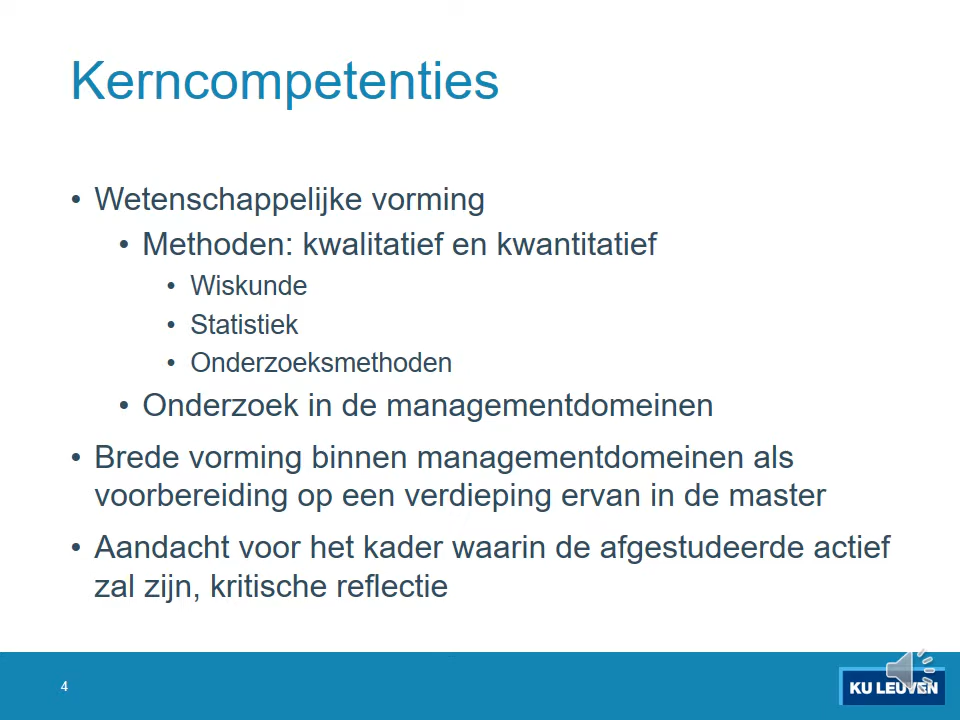 Kerncompetenties
• Wetenschappelijke vorming
• Methoden: kwalitatief en kwantitatief
• Wiskunde
• Statistiek
• Onderzoeksmethoden
• Onderzoek in de managementdomeinen
• Brede vorming binnen managementdomeinen als
voorbereiding op een verdieping ervan in de master
• Aandacht voor het kader waarin de afgestudeerde actief
zal zijn, kritische reflectie
4
KU LEUVEN